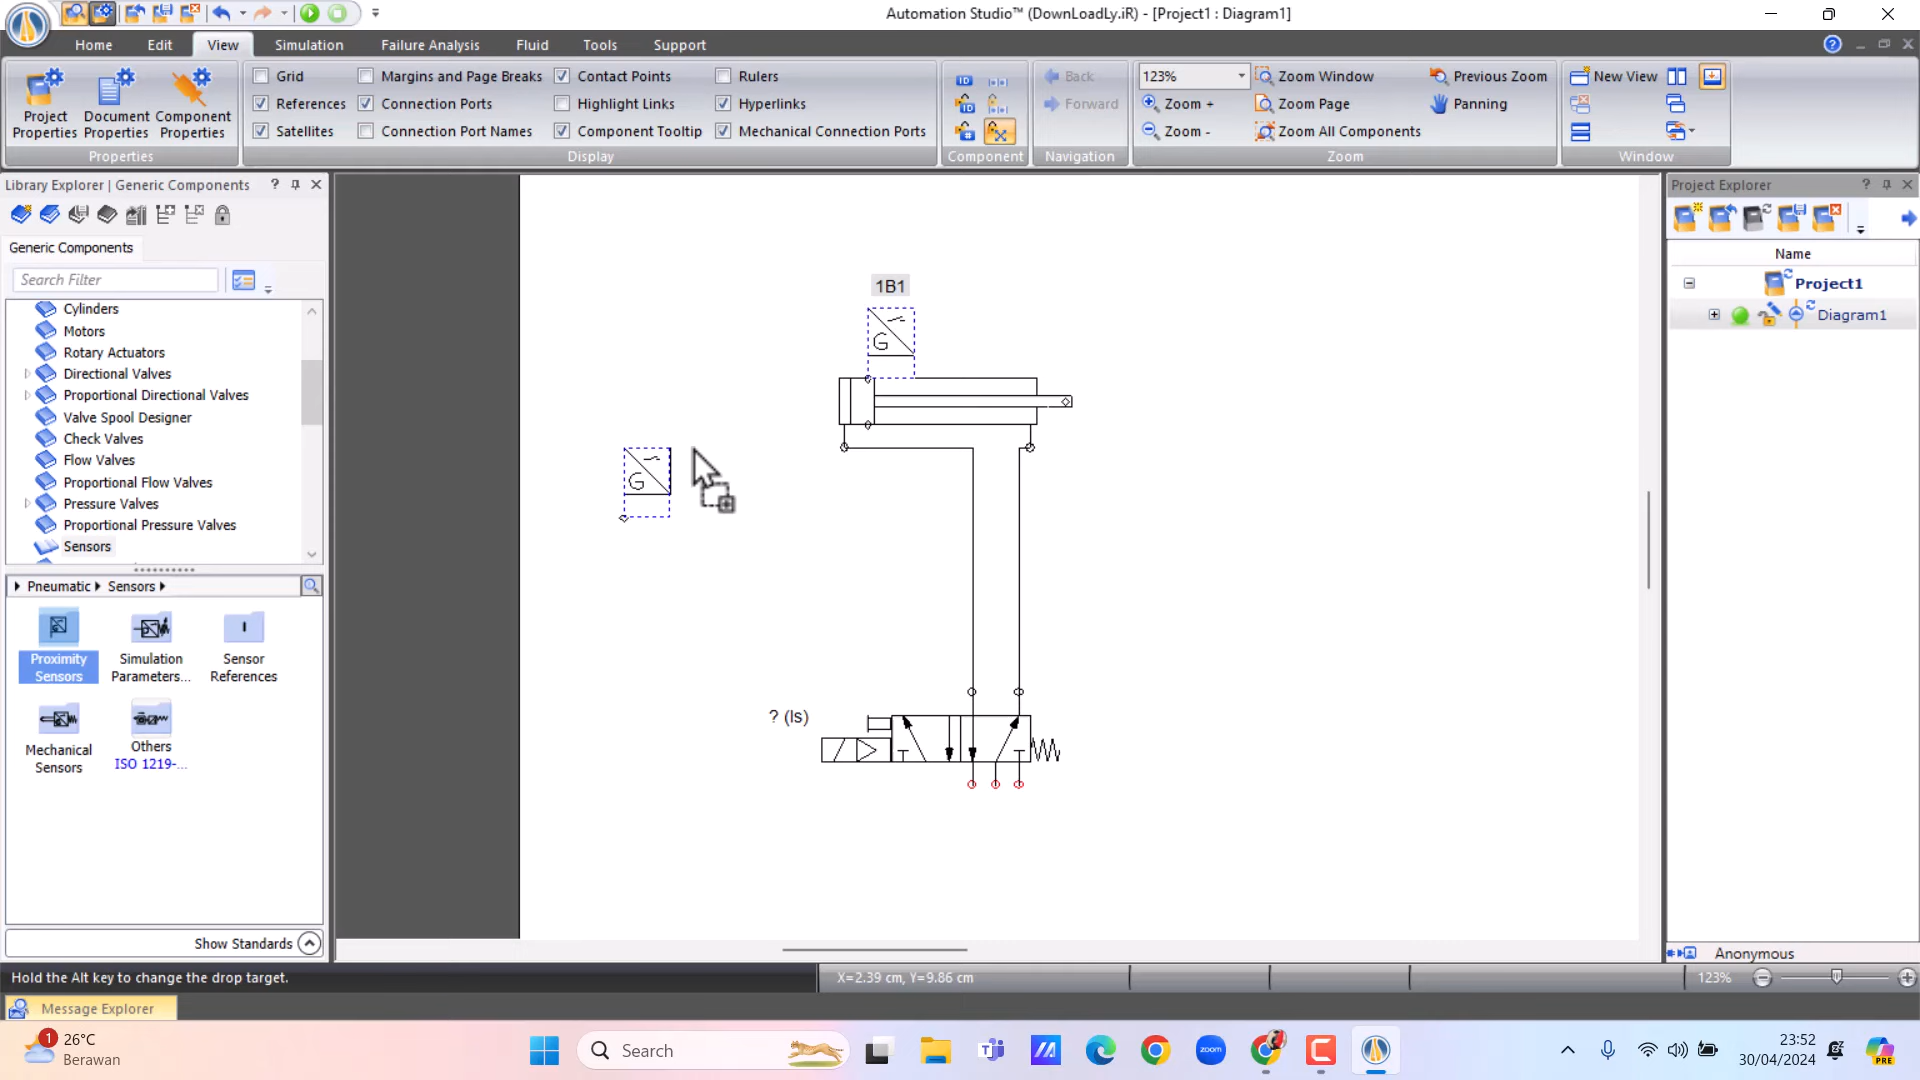 Automation Studio™ (DownLoadLy.iR) - [Project1 : Diagram1]
Home Edit View Simulation Failure Analysis Fluid Tools Support
Project Properties
Document Properties
Component Properties
Properties
Grid
References
Satellites
Margins and Page Breaks
Connection Ports
Connection Port Names
Contact Points
Highlight Links
Component Tooltip
Rulers
Hyperlinks
Mechanical Connection Ports
Display
Component
Back
Forward
Navigation
123%
Zoom +
Zoom -
Zoom Window
Zoom Page
Zoom All Components
Previous Zoom
Panning
Zoom
New View
Window
Library Explorer | Generic Components
Generic Components
Search Filter
Cylinders
Motors
Rotary Actuators
Directional Valves
Proportional Directional Valves
Valve Spool Designer
Check Valves
Flow Valves
Proportional Flow Valves
Pressure Valves
Proportional Pressure Valves
Sensors
Pneumatic Sensors
Proximity Sensors
Simulation Parameters...
Sensor References
Mechanical Sensors
Others
ISO 1219-...
Show Standards
1B1
G
G
? (ls)
Project Explorer
Name
Project1
Diagram1
Anonymous
Hold the Alt key to change the drop target.
X=2.39 cm, Y=9.86 cm
123%
Message Explorer
1
26°C
Berawan
Search
zoom
23:52
30/04/2024
PRE